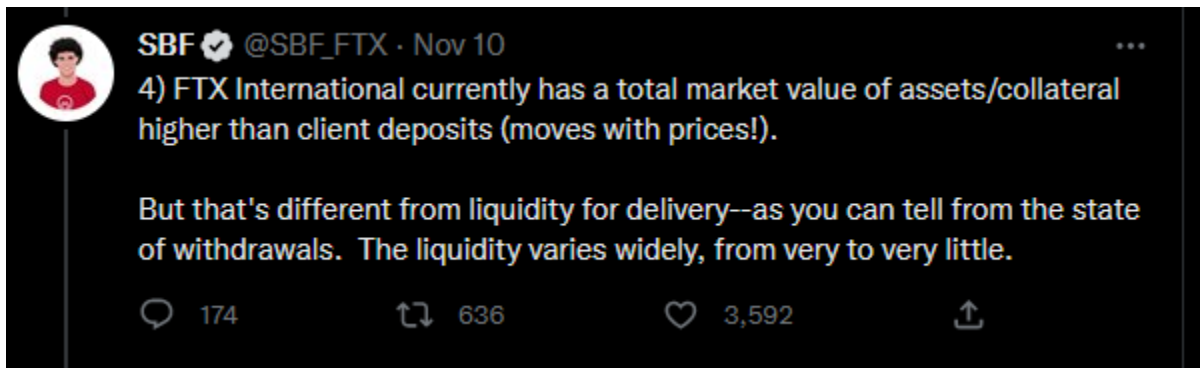 SBF @SBF_FTX · Nov 10
4) FTX International currently has a total market value of assets/collateral
higher than client deposits (moves with prices!).
But that's different from liquidity for delivery--as you can tell from the state
of withdrawals.  The liquidity varies widely, from very to very little.
174 636 3,592